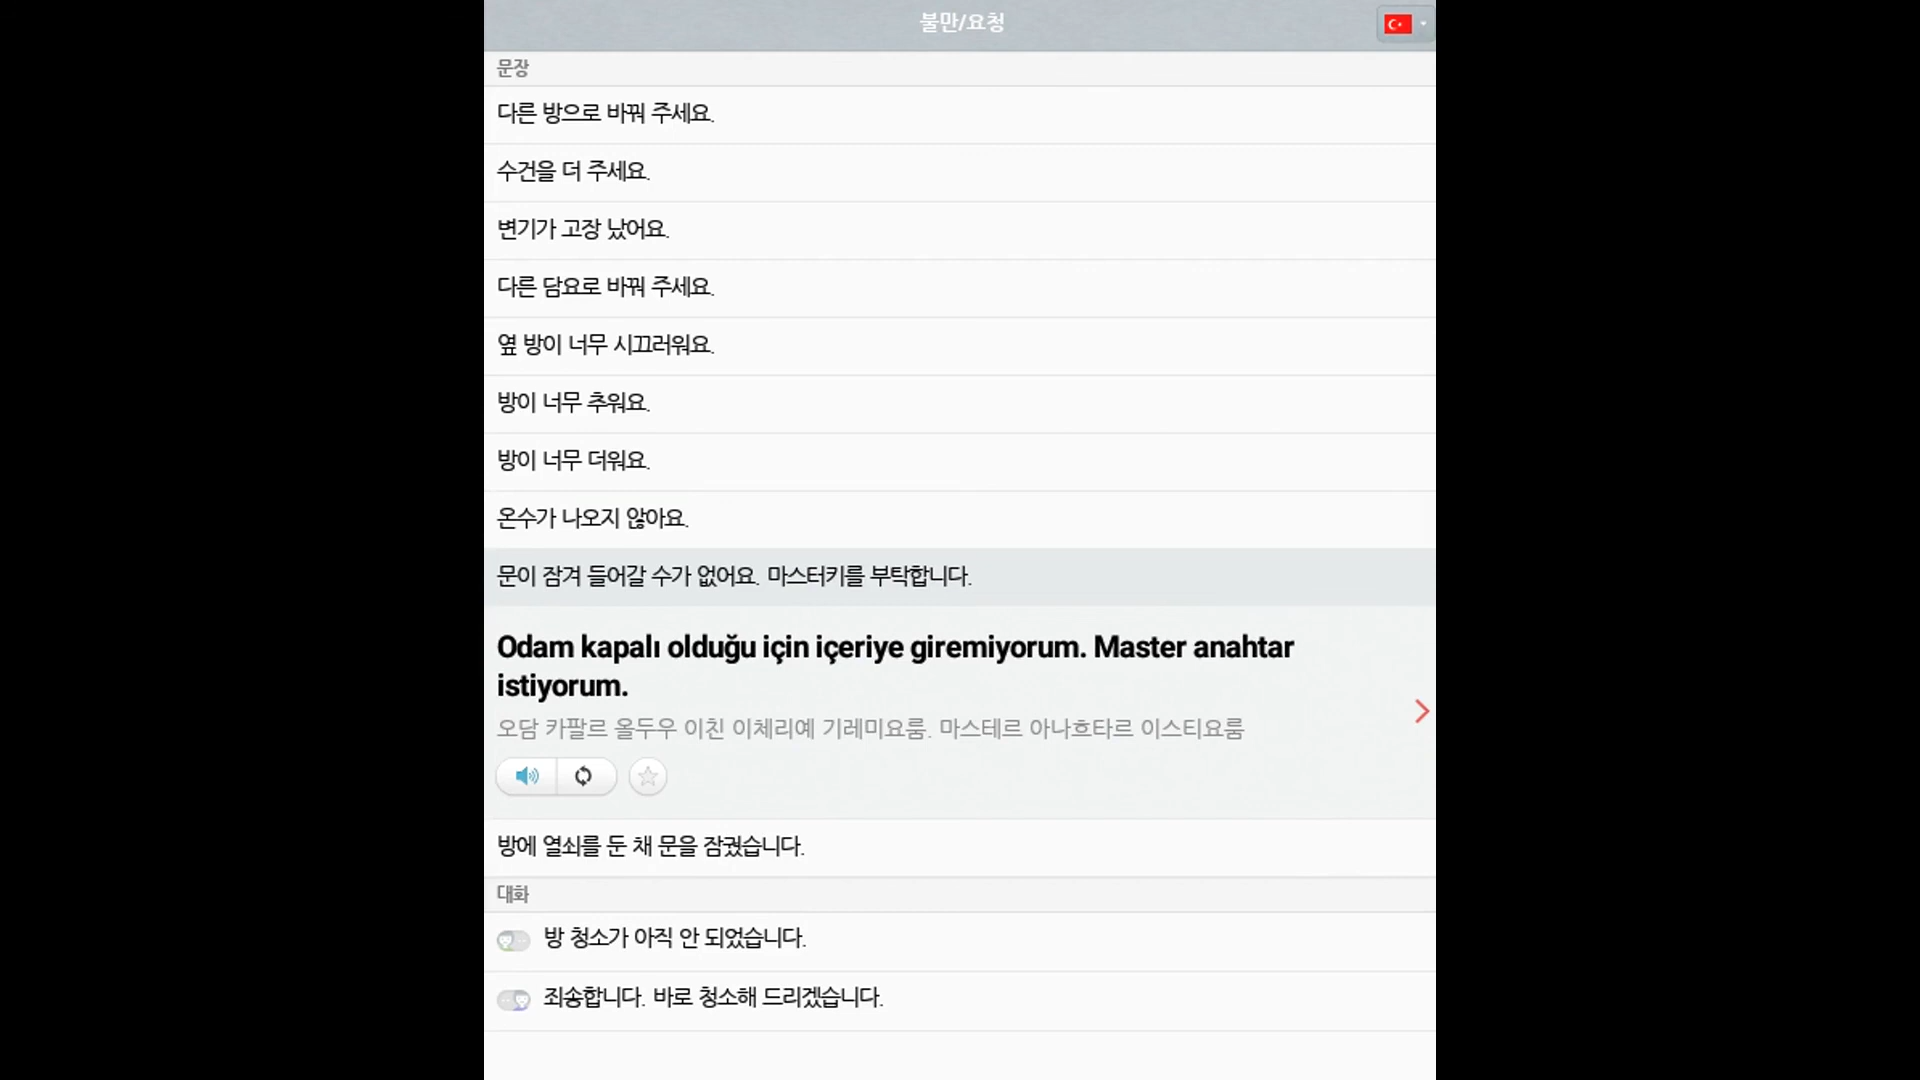 불만/요청
문장
다른 방으로 바꿔 주세요.
수건을 더 주세요.
변기가 고장 났어요.
다른 담요로 바꿔 주세요.
옆 방이 너무 시끄러워요.
방이 너무 추워요.
방이 너무 더워요.
온수가 나오지 않아요.
문이 잠겨 들어갈 수가 없어요. 마스터키를 부탁합니다.
Odam kapalı olduğu için içeriye giremiyorum. Master anahtar
istiyorum.
오담 카팔르 올두우 이친 이체리예 기레미요룸. 마스테르 아나흐타르 이스티요룸
방에 열쇠를 둔 채 문을 잠궜습니다.
대화
방 청소가 아직 안 되었습니다.
죄송합니다. 바로 청소해 드리겠습니다.